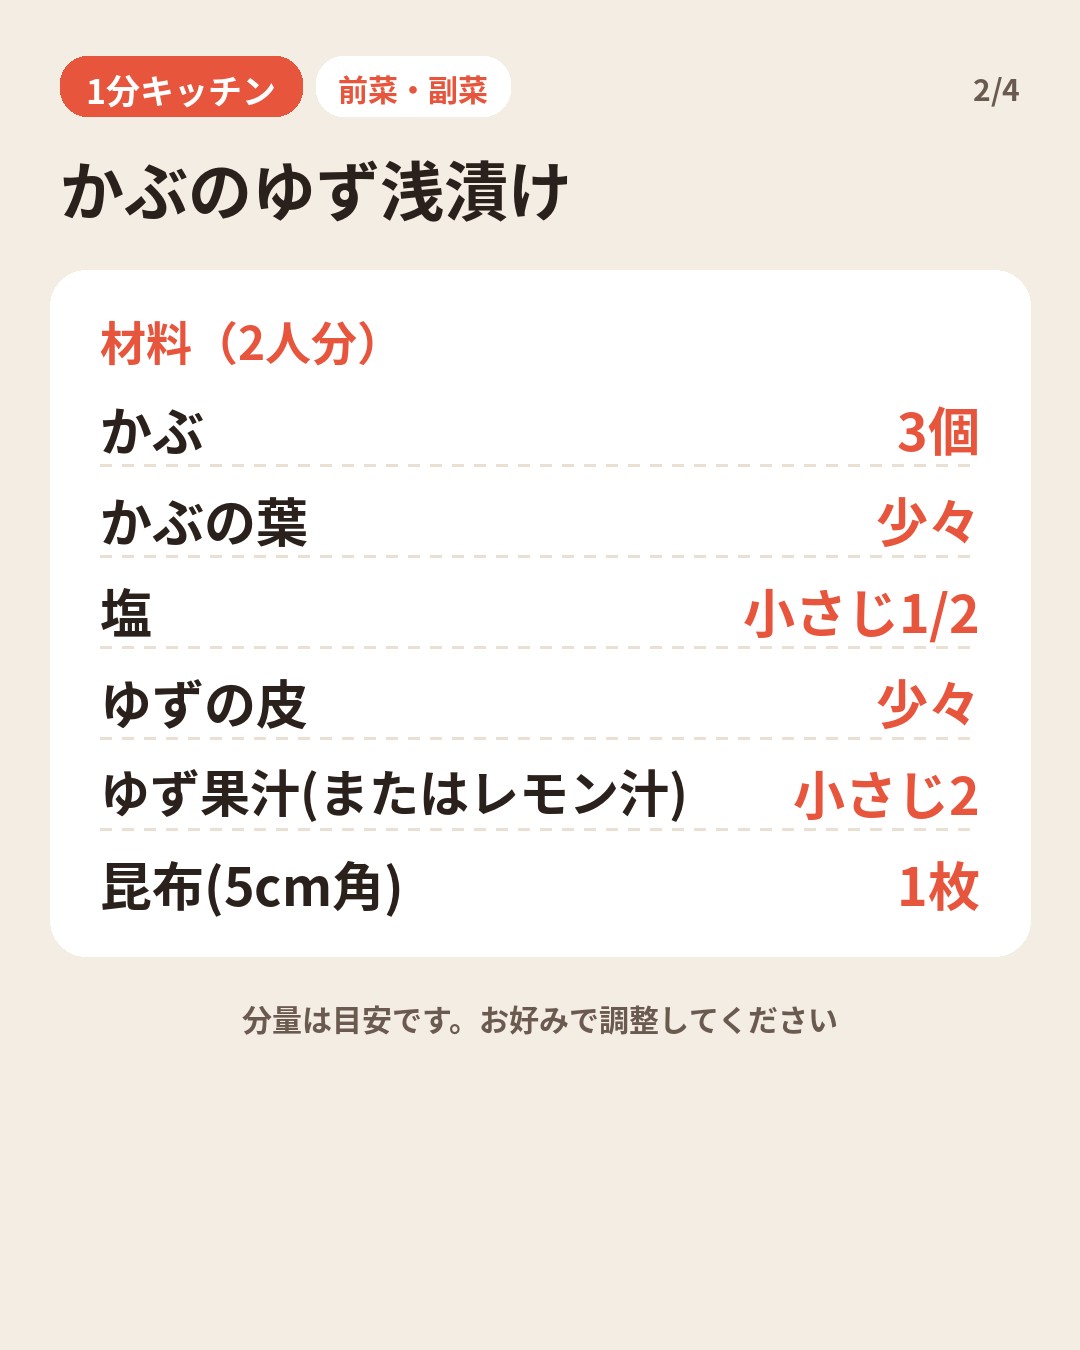 1分キッチン 前菜・副菜 2/4
かぶのゆず浅漬け
材料（2人分）
かぶ 3個
かぶの葉 少々
塩 小さじ1/2
ゆずの皮 少々
ゆず果汁(またはレモン汁) 小さじ2
昆布(5cm角) 1枚
分量は目安です。お好みで調整してください